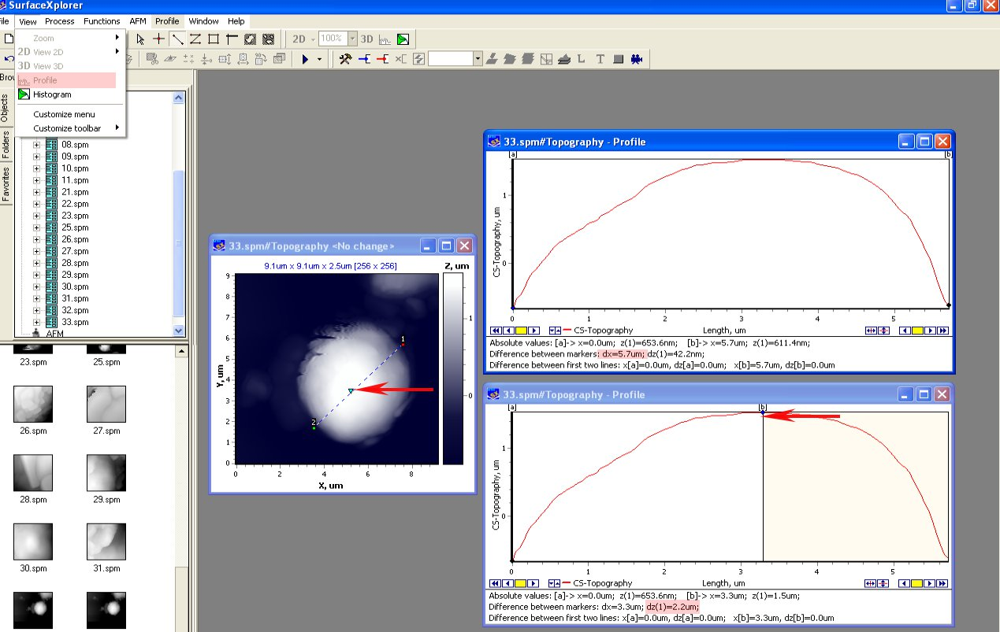 SurfaceXplorer
File View Process Functions AFM Profile Window Help
Zoom
2D View 2D
3D View 3D
Profile
Histogram
Customize menu
Customize toolbar
2D 100% 3D
L T
Brow
Objects
Folders
Favorites
08.spm
09.spm
10.spm
11.spm
21.spm
22.spm
23.spm
25.spm
26.spm
27.spm
28.spm
29.spm
30.spm
31.spm
32.spm
33.spm
AFM
23.spm 25.spm
26.spm 27.spm
28.spm 29.spm
30.spm 31.spm
33.spm#Topography <No change>
9.1um x 9.1um x 2.5um [256 x 256] Z, um
9
8
7
6
5
4
3
2
1
0
Y, um
1
2
0 2 4 6 8
X, um
1
0
33.spm#Topography - Profile
[a] [b]
1
0
CS-Topography, um
0 1 2 3 4 5
CS-Topography Length, um
Absolute values: [a]-> x=0.0um; z(1)=653.6nm; [b]-> x=5.7um; z(1)=611.4nm;
Difference between markers: dx=5.7um; dz(1)=42.2nm;
Difference between first two lines: x[a]=0.0um, dz[a]=0.0um; x[b]=5.7um, dz[b]=0.0um
33.spm#Topography - Profile
[a] [b]
1
0
CS-Topography, um
0 1 2 3 4 5
CS-Topography Length, um
Absolute values: [a]-> x=0.0um; z(1)=653.6nm; [b]-> x=3.3um; z(1)=1.5um;
Difference between markers: dx=3.3um; dz(1)=2.2um;
Difference between first two lines: x[a]=0.0um, dz[a]=0.0um; x[b]=3.3um, dz[b]=0.0um